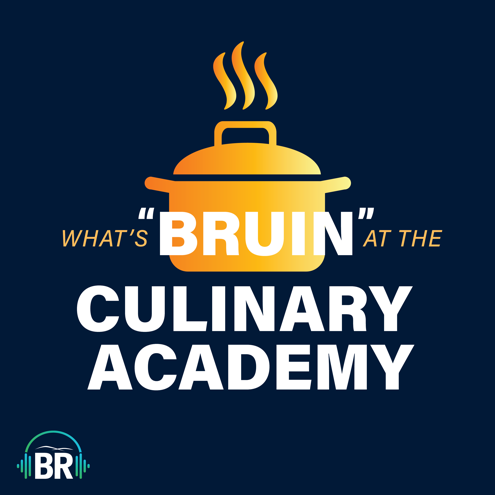 WHAT'S "BRUIN" AT THE
CULINARY
ACADEMY
BR